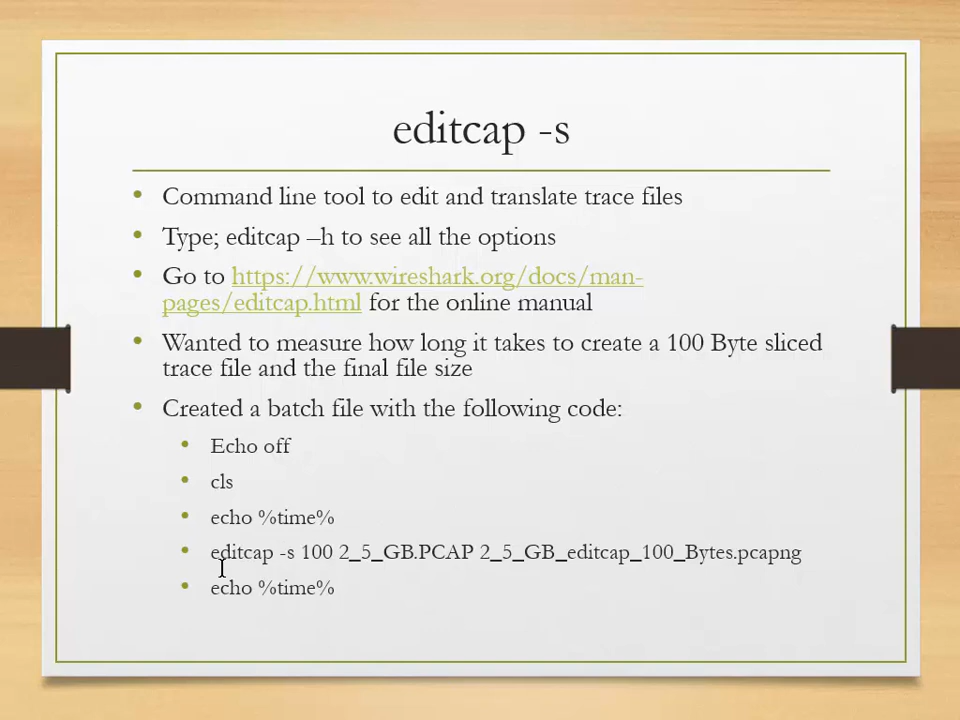 editcap -s
Command line tool to edit and translate trace files
Type; editcap –h to see all the options
Go to https://www.wireshark.org/docs/man-
pages/editcap.html for the online manual
Wanted to measure how long it takes to create a 100 Byte sliced
trace file and the final file size
Created a batch file with the following code:
Echo off
cls
echo %time%
editcap -s 100 2_5_GB.PCAP 2_5_GB_editcap_100_Bytes.pcapng
echo %time%